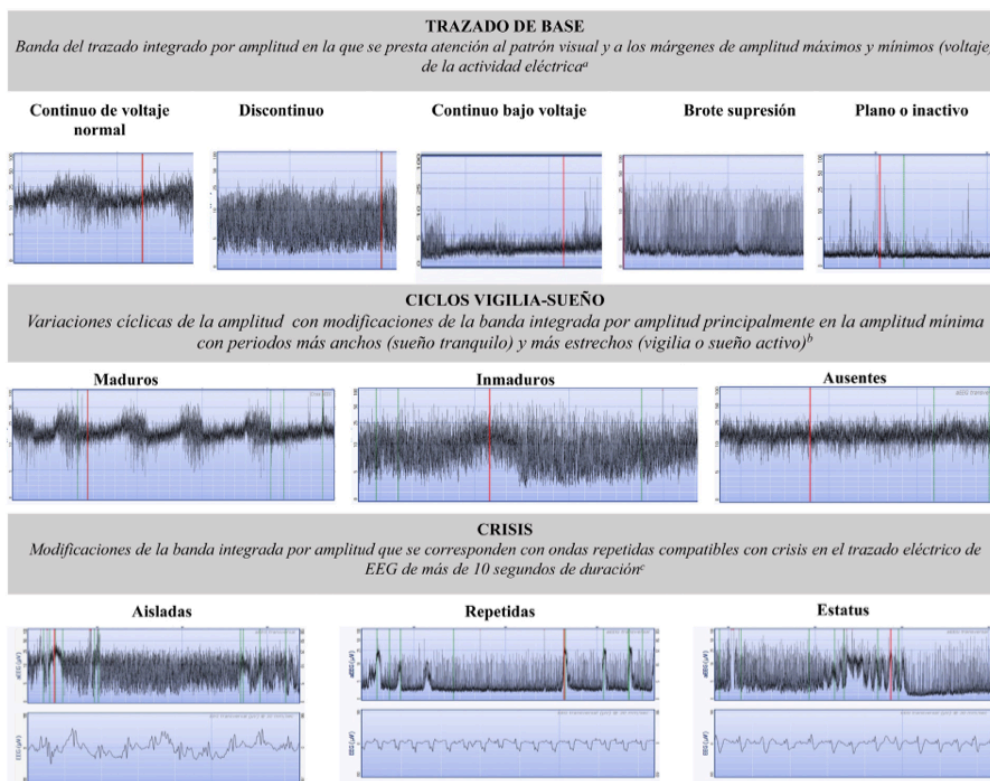 TRAZADO DE BASE
Banda del trazado integrado por amplitud en la que se presta atención al patrón visual y a los márgenes de amplitud máximos y mínimos (voltaje)
de la actividad eléctricaᵃ
Continuo de voltaje normal
Discontinuo
Continuo bajo voltaje
Brote supresión
Plano o inactivo
CICLOS VIGILIA-SUEÑO
Variaciones cíclicas de la amplitud con modificaciones de la banda integrada por amplitud principalmente en la amplitud mínima
con periodos más anchos (sueño tranquilo) y más estrechos (vigilia o sueño activo)ᵇ
Maduros
Inmaduros
Ausentes
CRISIS
Modificaciones de la banda integrada por amplitud que se corresponden con ondas repetidas compatibles con crisis en el trazado eléctrico de
EEG de más de 10 segundos de duraciónᶜ
Aisladas
Repetidas
Estatus